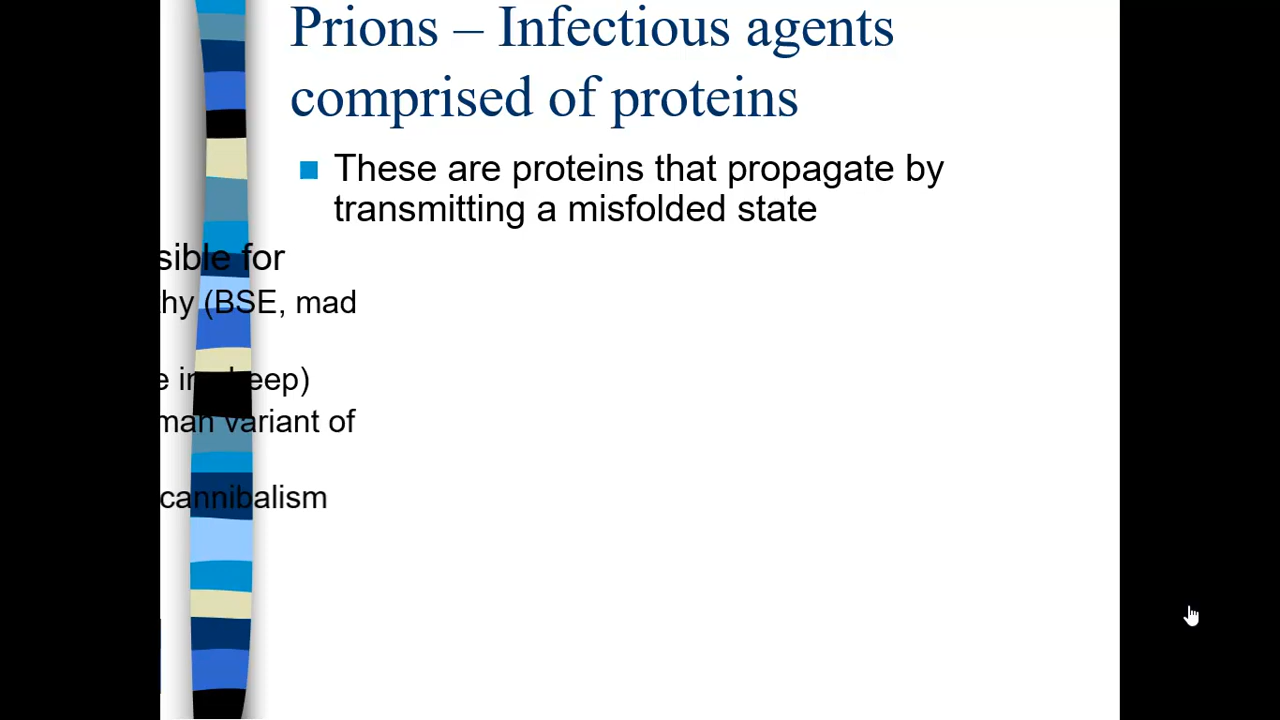 Prions – Infectious agents
comprised of proteins
These are proteins that propagate by
transmitting a misfolded state
sible for
hy (BSE, mad
e in sheep)
man variant of
cannibalism